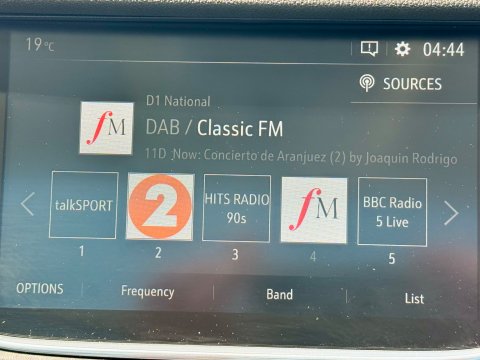 19°C
04:44
SOURCES
D1 National
DAB / Classic FM
11D :Now: Concierto de Aranjuez (2) by Joaquin Rodrigo
fM
talkSPORT
2
HITS RADIO
90s
fM
BBC Radio
5 Live
1 2 3 4 5
OPTIONS Frequency Band List